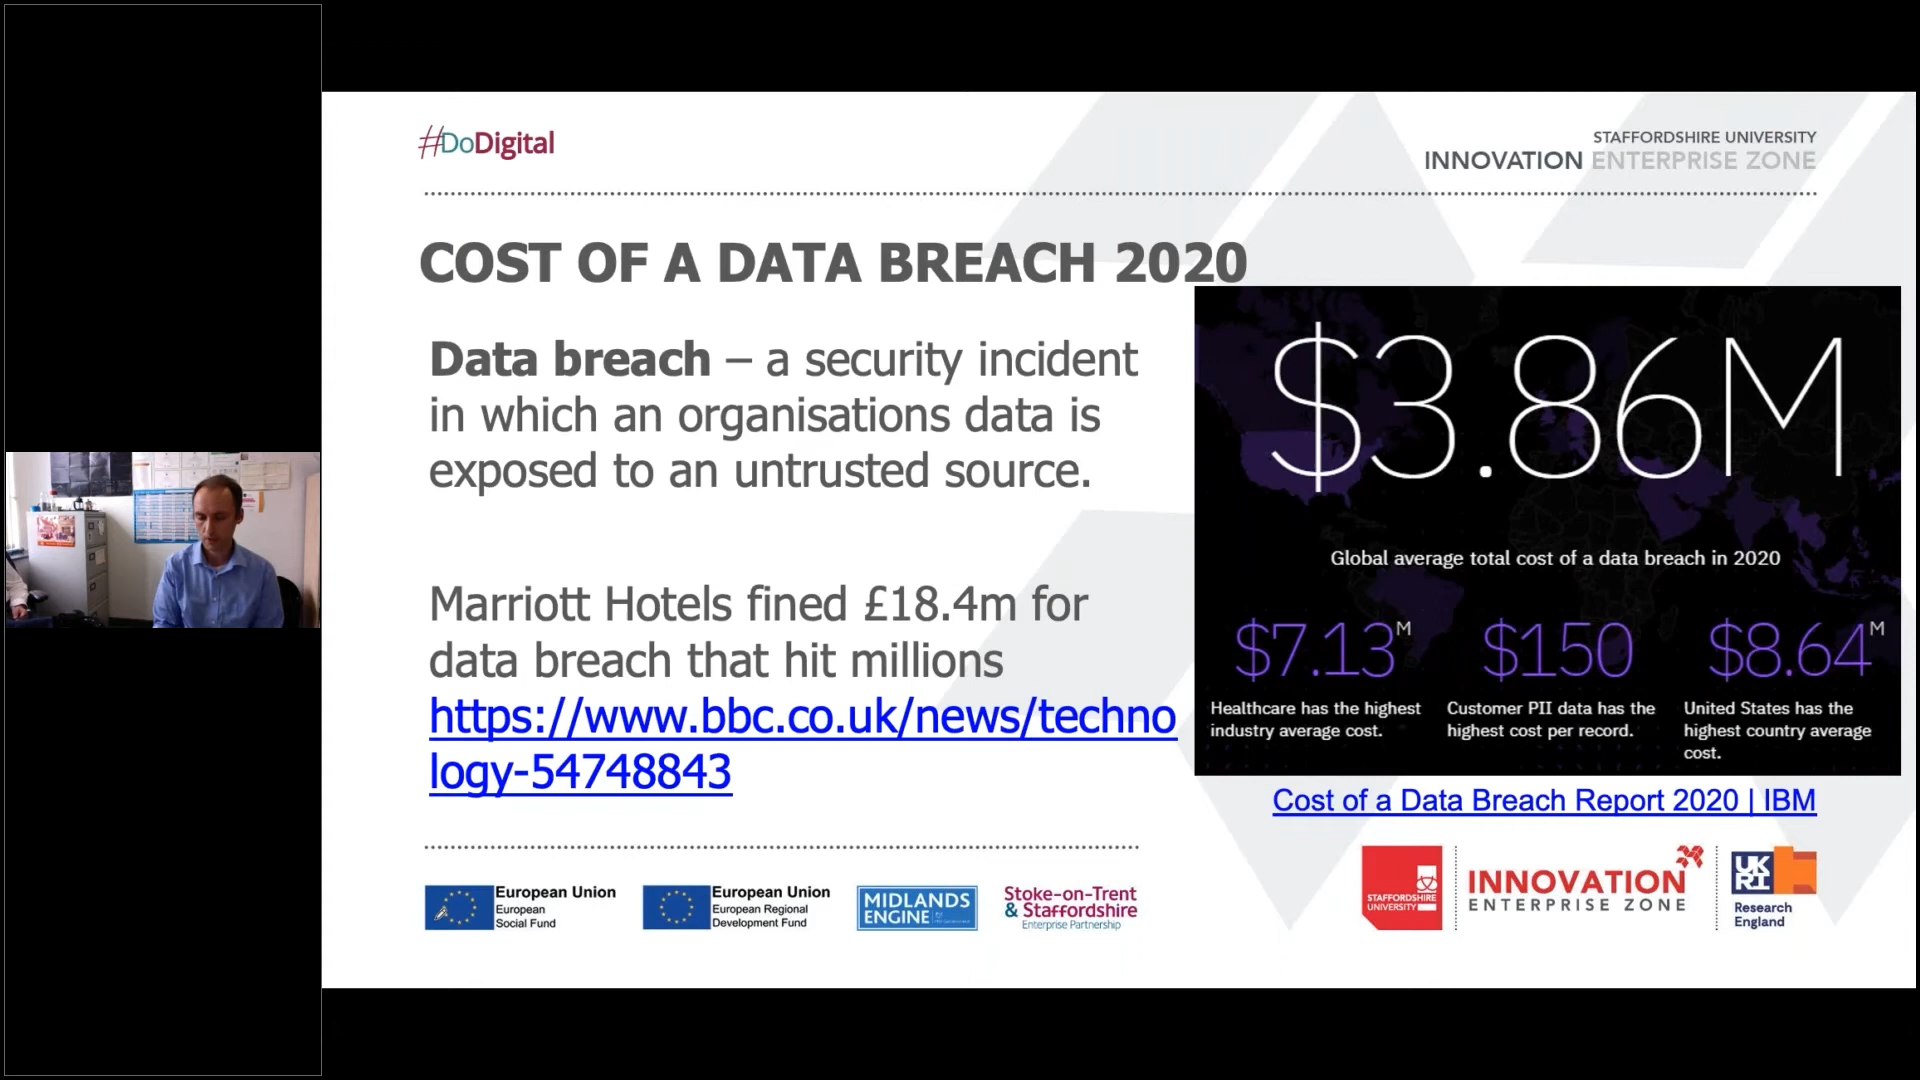 #DoDigital
STAFFORDSHIRE UNIVERSITY
INNOVATION ENTERPRISE ZONE
COST OF A DATA BREACH 2020
Data breach – a security incident
in which an organisations data is
exposed to an untrusted source.
Marriott Hotels fined £18.4m for
data breach that hit millions
https://www.bbc.co.uk/news/techno
logy-54748843
$3.86M
Global average total cost of a data breach in 2020
$7.13M
Healthcare has the highest
industry average cost.
$150
Customer PII data has the
highest cost per record.
$8.64M
United States has the
highest country average
cost.
Cost of a Data Breach Report 2020 | IBM
European Union
European
Social Fund
European Union
European Regional
Development Fund
MIDLANDS
ENGINE
Stoke-on-Trent
& Staffordshire
Enterprise Partnership
STAFFORDSHIRE
UNIVERSITY
INNOVATION
ENTERPRISE ZONE
UK
RI
Research
England